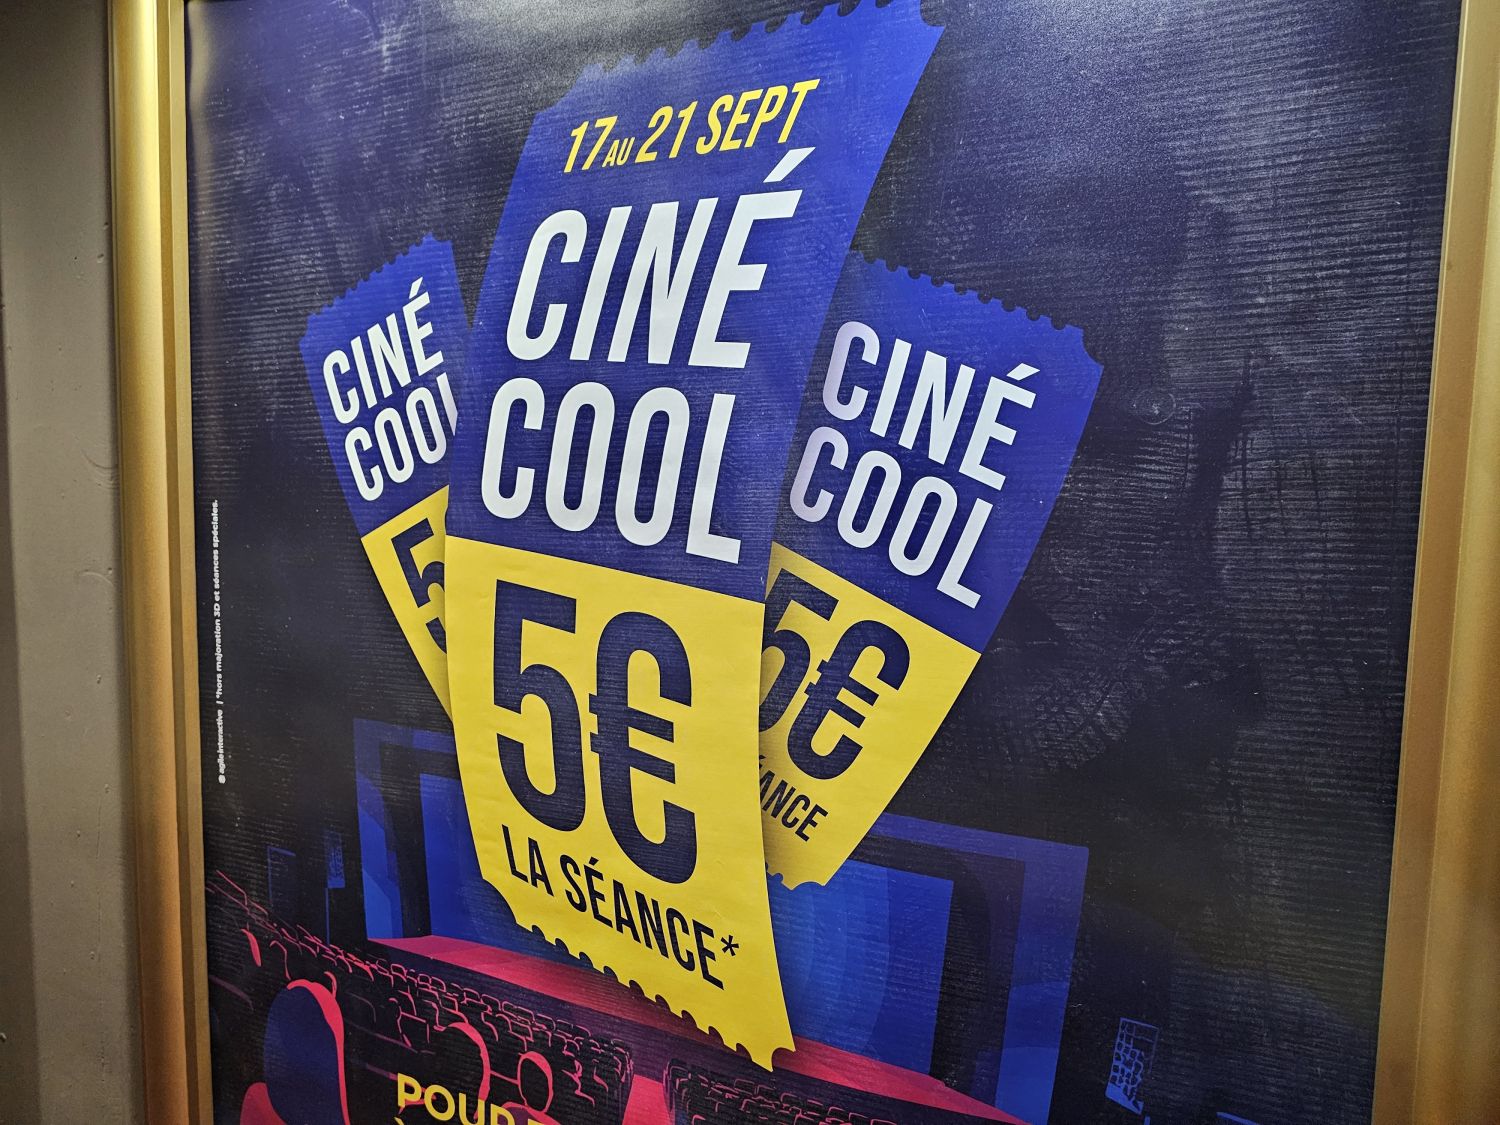 17 AU 21 SEPT
CINÉ
COOL
5€
LA SÉANCE*
CINÉ
COOL
5
CINÉ
COOL
5€
ÉANCE
@ agile interactive | *hors majoration 3D et séances spéciales.
POUR